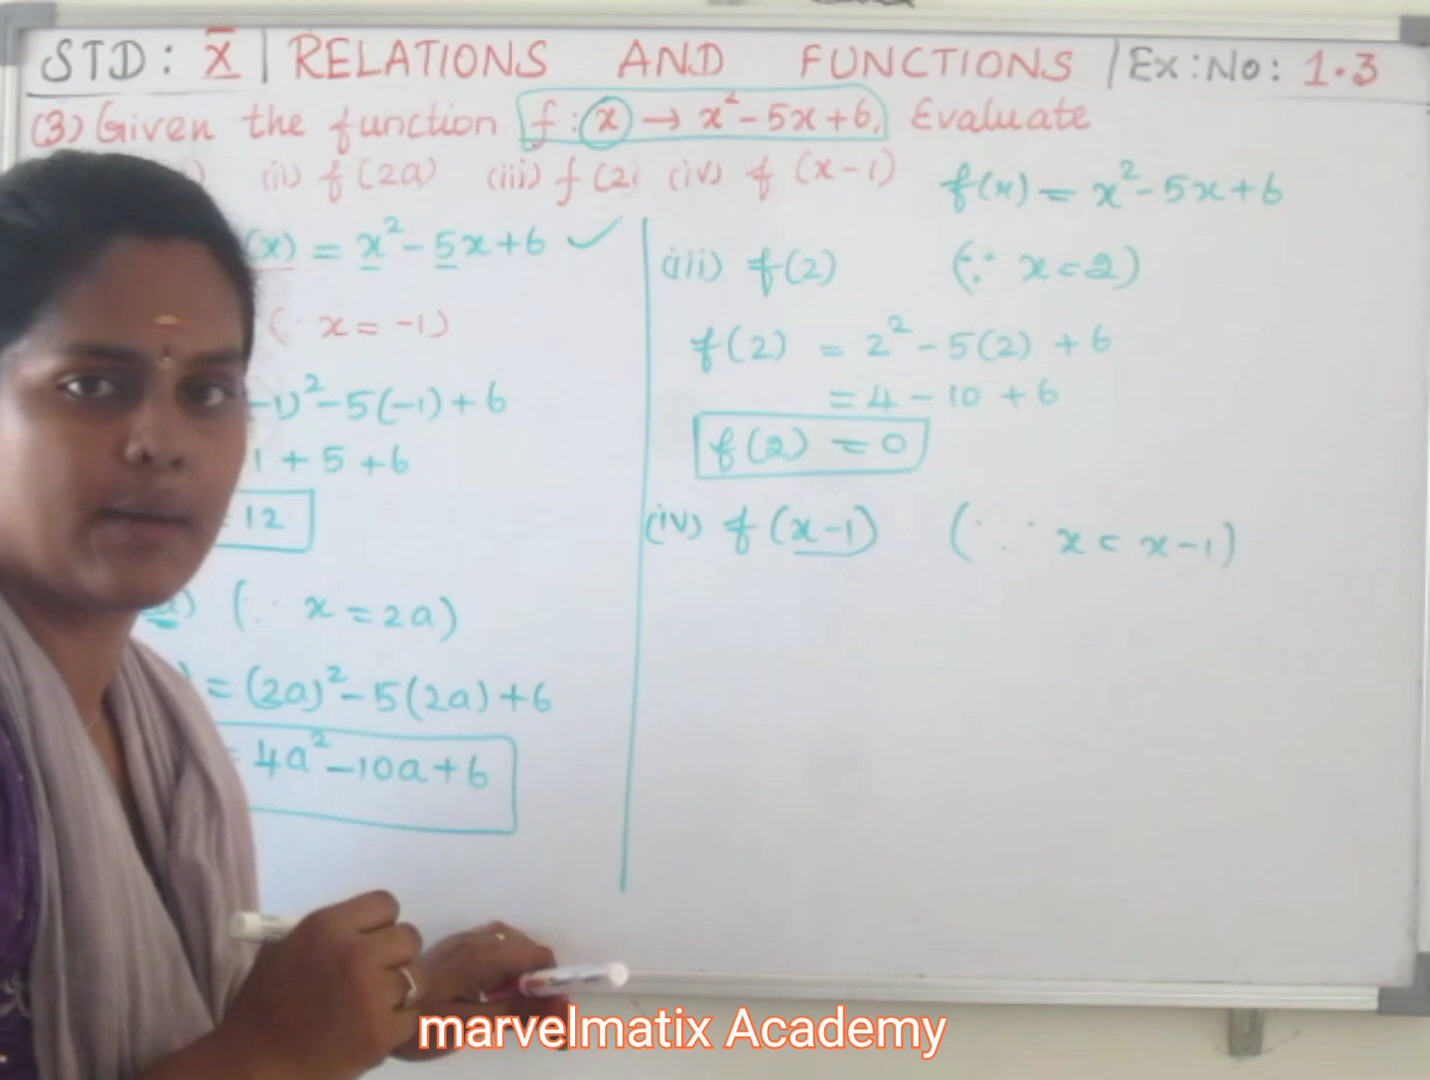 STD: X | RELATIONS AND FUNCTIONS | Ex:No: 1.3
(3) Given the function f : x → x² - 5x + 6, Evaluate
(ii) f(2a) (iii) f(2) (iv) f (x-1)
f(x) = x² - 5x + 6
(x) = x² - 5x + 6 ✓
(∵ x = -1)
-1)² - 5(-1) + 6
1 + 5 + 6
= 12
(∵ x = 2a)
= (2a)² - 5(2a) + 6
= 4a² - 10a + 6
(iii) f(2) (∵ x = 2)
f(2) = 2² - 5(2) + 6
= 4 - 10 + 6
f(2) = 0
(iv) f(x-1) (∵ x = x-1)
marvelmatix Academy